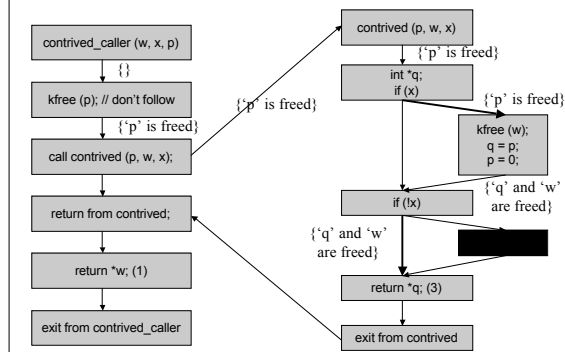 contrived_caller (w, x, p)
{}
kfree (p); // don't follow
{‘p’ is freed}
call contrived (p, w, x);
return from contrived;
return *w; (1)
exit from contrived_caller
{‘p’ is freed}
contrived (p, w, x)
{‘p’ is freed}
int *q;
if (x)
{‘p’ is freed}
kfree (w);
q = p;
p = 0;
{‘q’ and ‘w’
are freed}
if (!x)
{‘q’ and ‘w’
are freed}
return *q; (3)
exit from contrived